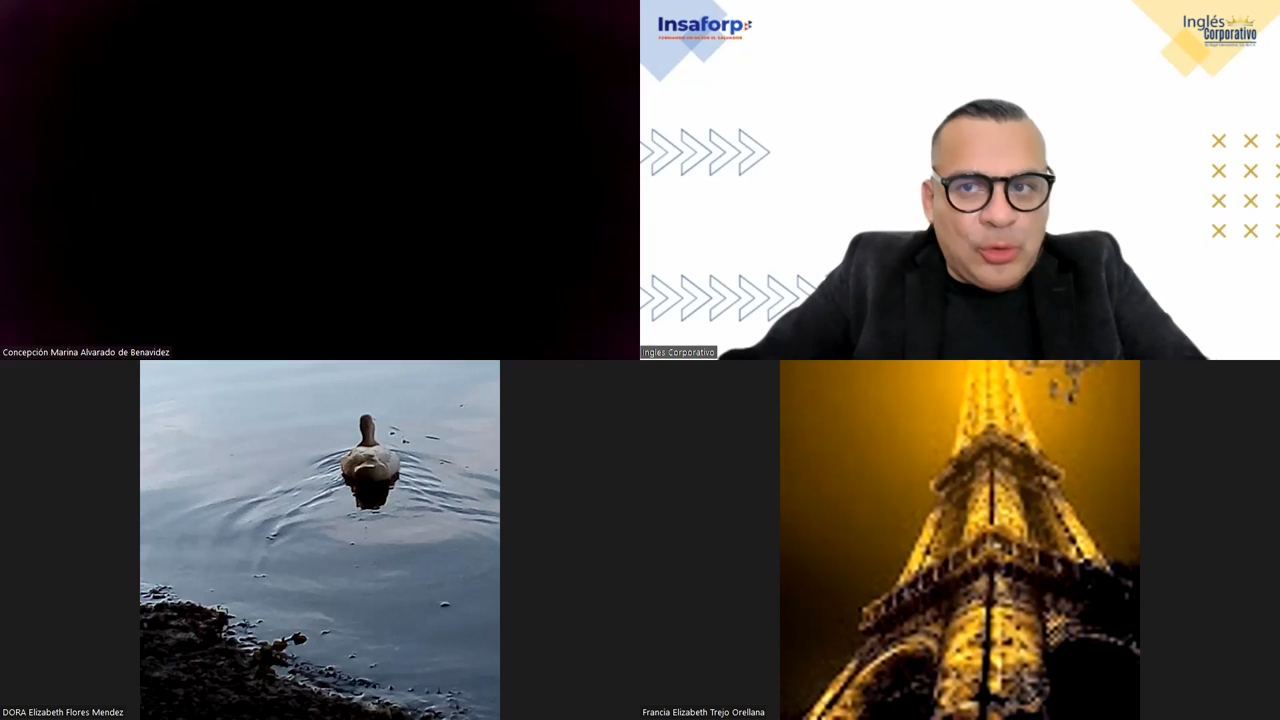 Insaforp
Inglés
Corporativo
Concepción Marina Alvarado de Benavidez
Ingles Corporativo
DORA Elizabeth Flores Mendez
Francia Elizabeth Trejo Orellana